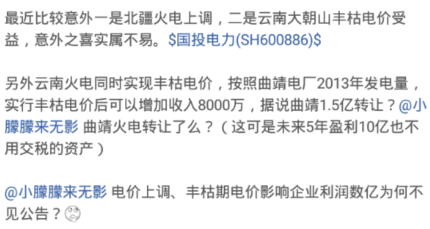 最近比较意外一是北疆火电上调，二是云南大朝山丰枯电价受
益，意外之喜实属不易。$国投电力(SH600886)$
另外云南火电同时实现丰枯电价，按照曲靖电厂2013年发电量，
实行丰枯电价后可以增加收入8000万，据说曲靖1.5亿转让？@小
朦朦来无影 曲靖火电转让了么？（这可是未来5年盈利10亿也不
用交税的资产）
@小朦朦来无影 电价上调、丰枯期电价影响企业利润数亿为何不
见公告？